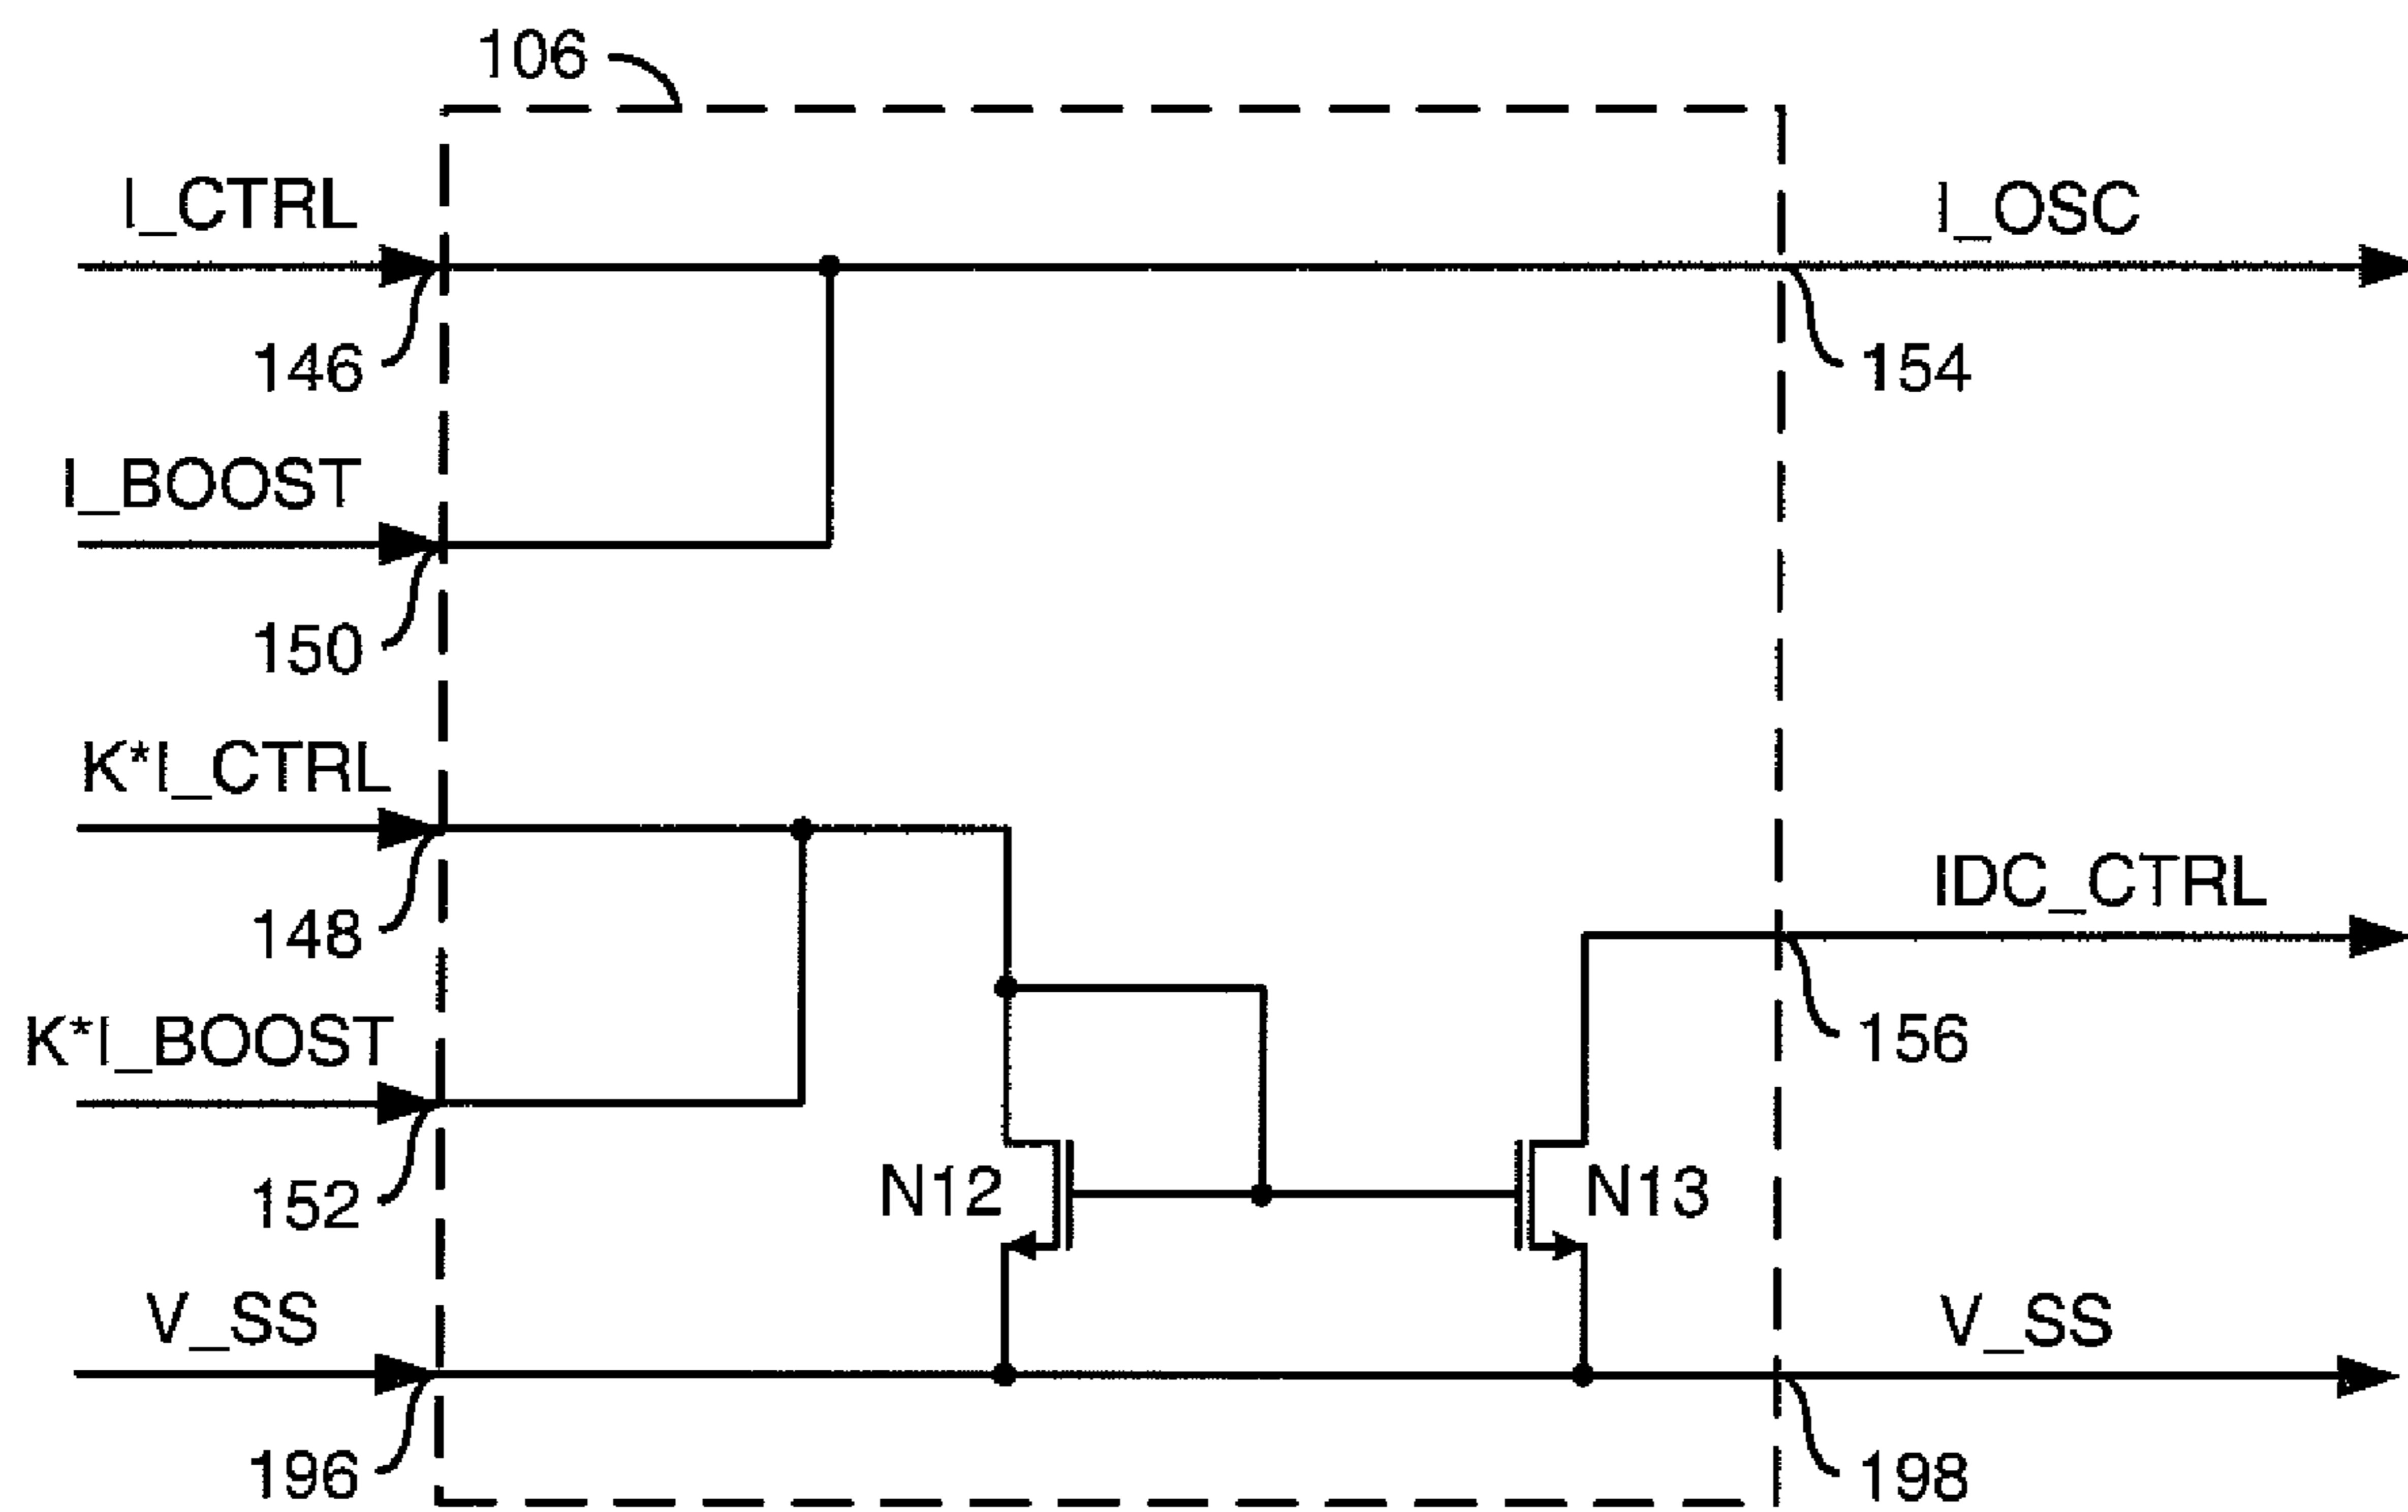 106
I_CTRL
I_OSC
146
154
I_BOOST
150
K*I_CTRL
IDC_CTRL
148
156
K*I_BOOST
N12
N13
152
V_SS
V_SS
196
198